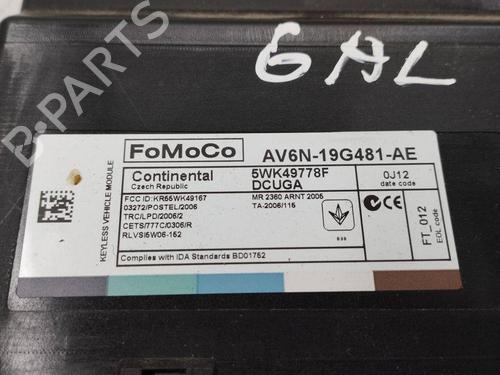 GAL
B-PARTS
KEYLESS VEHICLE MODULE
FoMoCo
AV6N-19G481-AE
Continental
Czech Republic
5WK49778F
DCUGA
0J12
date code
FCC ID:KR55WK49167
03272/POSTEL/2006
TRC/LPD/2006/2
CETS/777C/0306/R
RLVSI5W06-152
MR 2360 ARNT 2005
TA-2006/115
FT_012
EOL code
Complies with IDA Standards BD01752